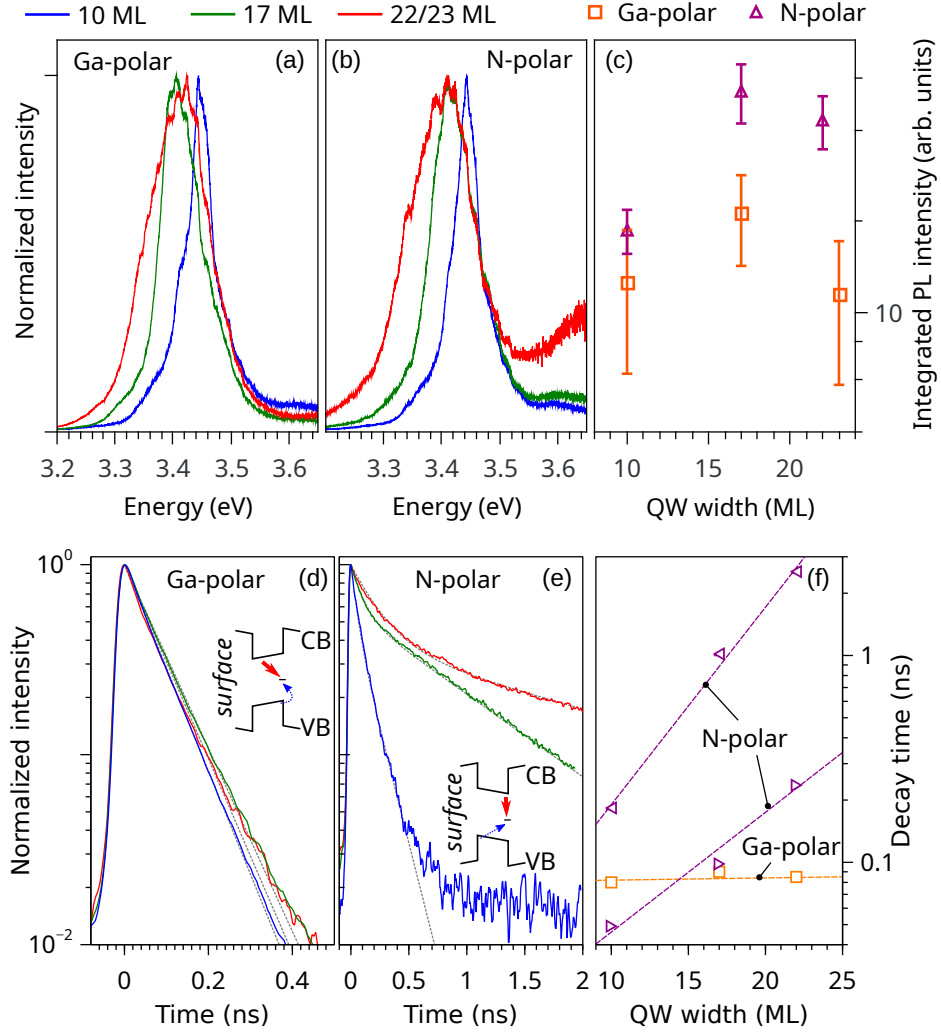 10 ML 17 ML 22/23 ML Ga-polar N-polar
Ga-polar (a) (b) N-polar (c)
Normalized intensity
Integrated PL intensity (arb. units)
10
3.2 3.3 3.4 3.5 3.6 3.3 3.4 3.5 3.6 10 15 20
Energy (eV) Energy (eV) QW width (ML)
10⁰ Ga-polar (d) N-polar (e) (f)
Normalized intensity
surface
CB
VB
surface
CB
VB
1
N-polar
Ga-polar
0.1
Decay time (ns)
10⁻²
0 0.2 0.4 0 0.5 1 1.5 2 10 15 20 25
Time (ns) Time (ns) QW width (ML)